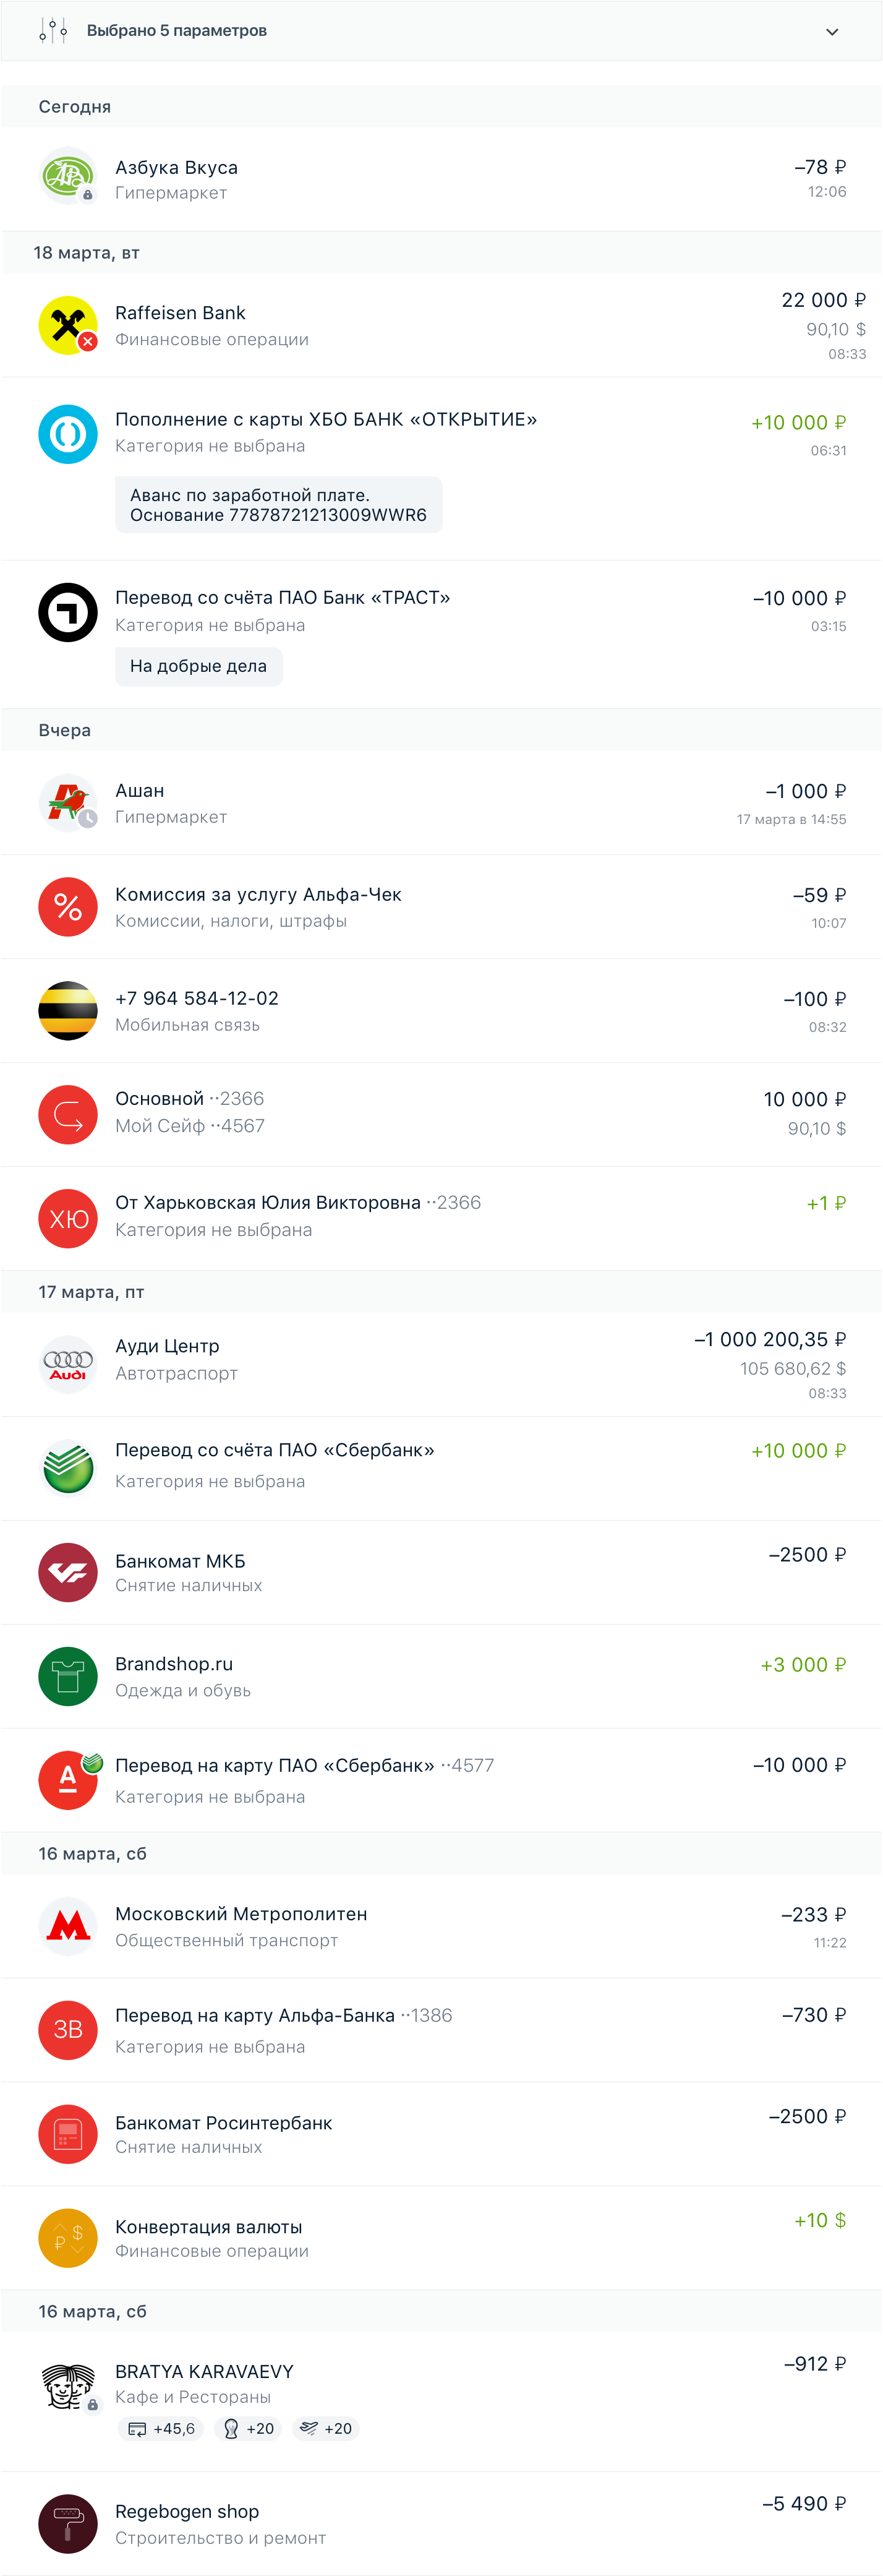 Выбрано 5 параметров
Сегодня
Азбука Вкуса
–78 ₽
Гипермаркет
12:06
18 марта, вт
Raffeisen Bank
22 000 ₽
Финансовые операции
90,10 $
08:33
Пополнение с карты ХБО БАНК «ОТКРЫТИЕ»
+10 000 ₽
Категория не выбрана
06:31
Аванс по заработной плате.
Основание 77878721213009WWR6
Перевод со счёта ПАО Банк «ТРАСТ»
–10 000 ₽
Категория не выбрана
03:15
На добрые дела
Вчера
Ашан
–1 000 ₽
Гипермаркет
17 марта в 14:55
%
Комиссия за услугу Альфа-Чек
–59 ₽
Комиссии, налоги, штрафы
10:07
+7 964 584-12-02
–100 ₽
Мобильная связь
08:32
Основной ··2366
10 000 ₽
Мой Сейф ··4567
90,10 $
ХЮ
От Харьковская Юлия Викторовна ··2366
+1 ₽
Категория не выбрана
17 марта, пт
Audi
Ауди Центр
–1 000 200,35 ₽
Автотраспорт
105 680,62 $
08:33
Перевод со счёта ПАО «Сбербанк»
+10 000 ₽
Категория не выбрана
Банкомат МКБ
–2500 ₽
Снятие наличных
Brandshop.ru
+3 000 ₽
Одежда и обувь
А
Перевод на карту ПАО «Сбербанк» ··4577
–10 000 ₽
Категория не выбрана
16 марта, сб
М
Московский Метрополитен
–233 ₽
Общественный транспорт
11:22
ЗВ
Перевод на карту Альфа-Банка ··1386
–730 ₽
Категория не выбрана
Банкомат Росинтербанк
–2500 ₽
Снятие наличных
₽ $
Конвертация валюты
+10 $
Финансовые операции
16 марта, сб
BRATYA KARAVAEVY
–912 ₽
Кафе и Рестораны
+45,6 +20 +20
Regebogen shop
–5 490 ₽
Строительство и ремонт